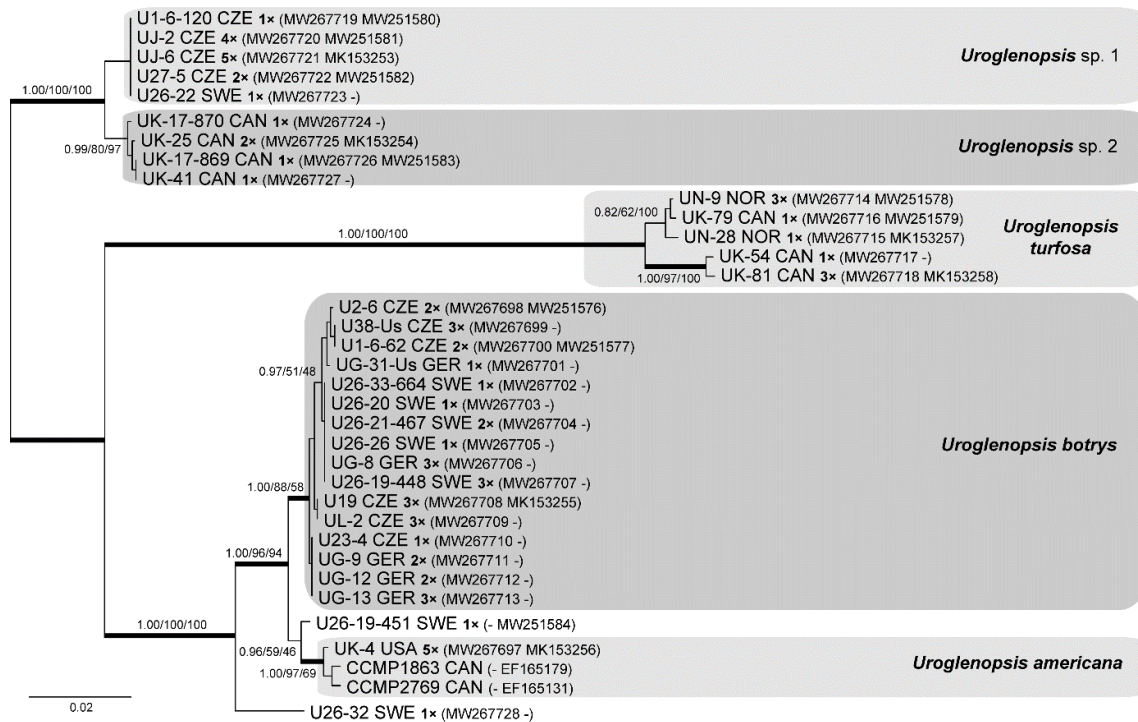 U1-6-120 CZE 1× (MW267719 MW251580)
UJ-2 CZE 4× (MW267720 MW251581)
UJ-6 CZE 5× (MW267721 MK153253)
U27-5 CZE 2× (MW267722 MW251582)
U26-22 SWE 1× (MW267723 -)
Uroglenopsis sp. 1
1.00/100/100
UK-17-870 CAN 1× (MW267724 -)
UK-25 CAN 2× (MW267725 MK153254)
UK-17-869 CAN 1× (MW267726 MW251583)
UK-41 CAN 1× (MW267727 -)
Uroglenopsis sp. 2
0.99/80/97
UN-9 NOR 3× (MW267714 MW251578)
UK-79 CAN 1× (MW267716 MW251579)
UN-28 NOR 1× (MW267715 MK153257)
UK-54 CAN 1× (MW267717 -)
UK-81 CAN 3× (MW267718 MK153258)
Uroglenopsis
turfosa
0.82/62/100
1.00/100/100
1.00/97/100
U2-6 CZE 2× (MW267698 MW251576)
U38-Us CZE 3× (MW267699 -)
U1-6-62 CZE 2× (MW267700 MW251577)
UG-31-Us GER 1× (MW267701 -)
U26-33-664 SWE 1× (MW267702 -)
U26-20 SWE 1× (MW267703 -)
U26-21-467 SWE 2× (MW267704 -)
U26-26 SWE 1× (MW267705 -)
UG-8 GER 3× (MW267706 -)
U26-19-448 SWE 3× (MW267707 -)
U19 CZE 3× (MW267708 MK153255)
UL-2 CZE 3× (MW267709 -)
U23-4 CZE 1× (MW267710 -)
UG-9 GER 2× (MW267711 -)
UG-12 GER 2× (MW267712 -)
UG-13 GER 3× (MW267713 -)
Uroglenopsis botrys
0.97/51/48
1.00/88/58
1.00/96/94
U26-19-451 SWE 1× (- MW251584)
1.00/100/100
0.96/59/46
1.00/97/69
UK-4 USA 5× (MW267697 MK153256)
CCMP1863 CAN (- EF165179)
CCMP2769 CAN (- EF165131)
Uroglenopsis americana
U26-32 SWE 1× (MW267728 -)
0.02